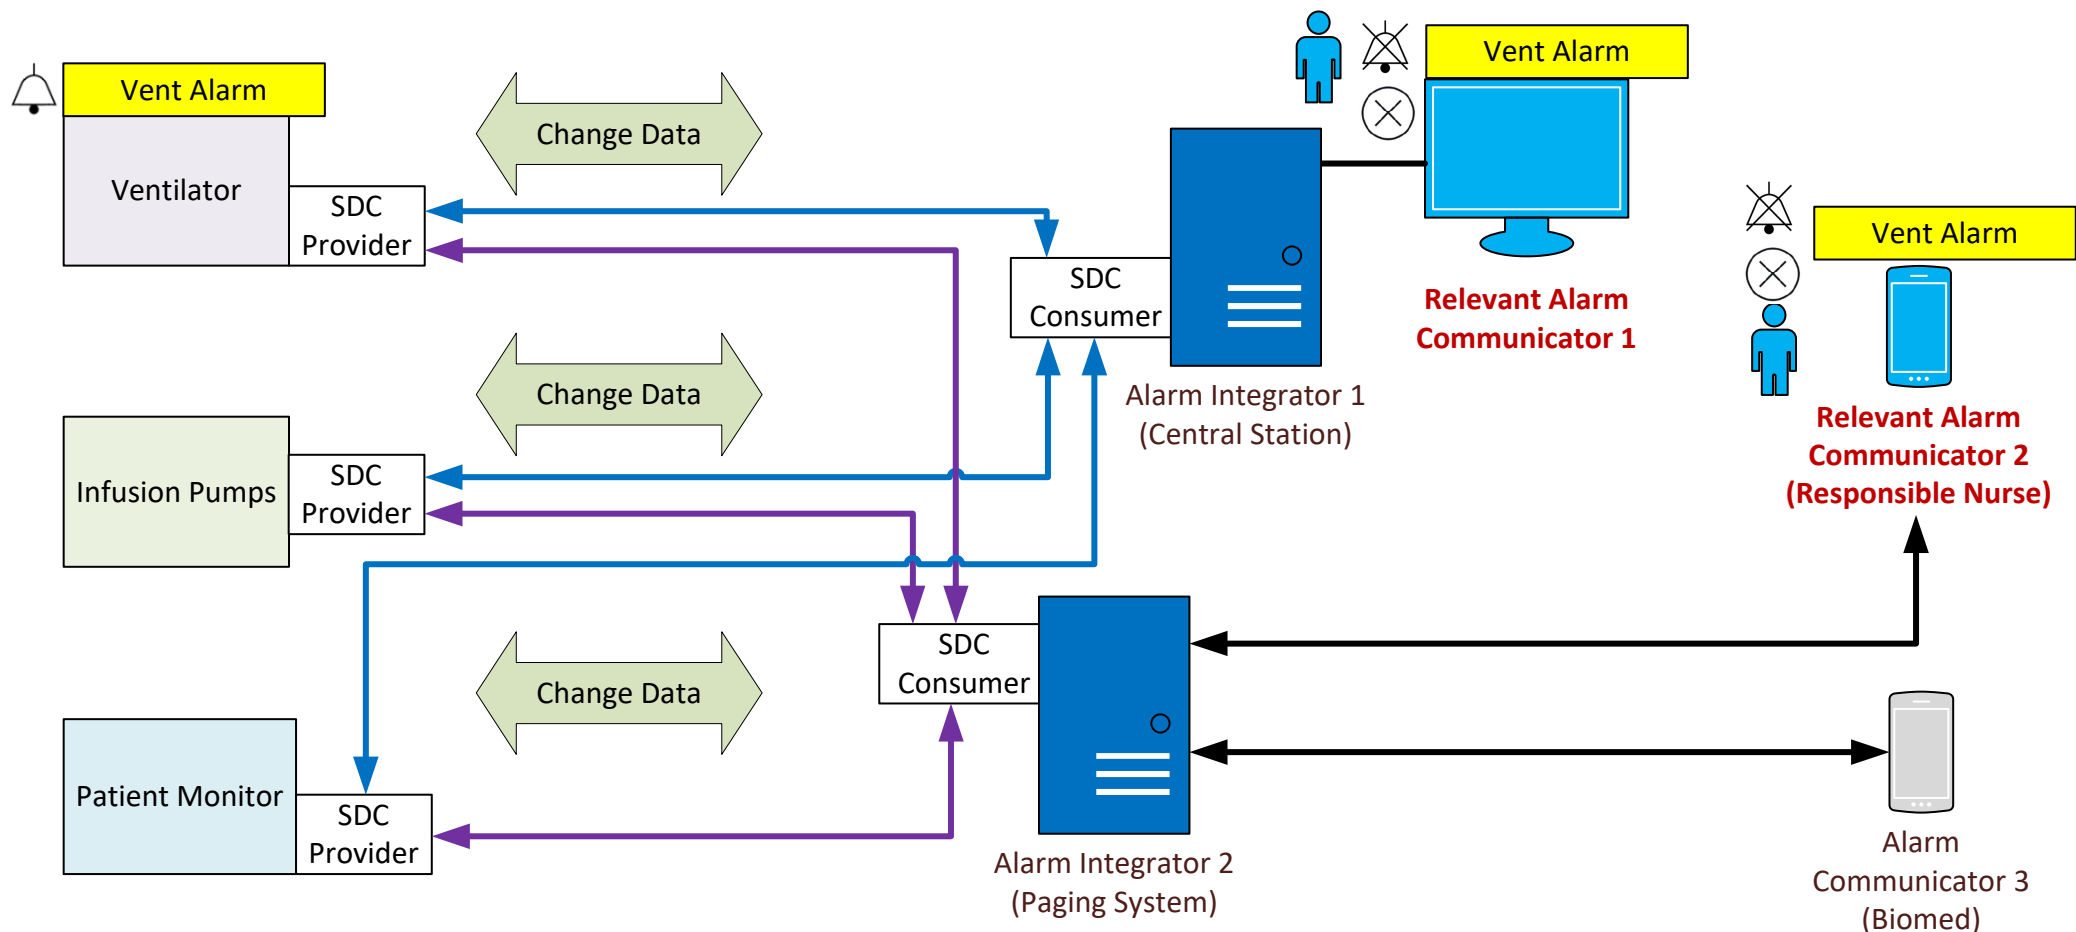 Vent Alarm
Ventilator
SDC
Provider
Change Data
Vent Alarm
Relevant Alarm
Communicator 1
SDC
Consumer
Alarm Integrator 1
(Central Station)
Vent Alarm
Relevant Alarm
Communicator 2
(Responsible Nurse)
Change Data
Infusion Pumps
SDC
Provider
Change Data
SDC
Consumer
Alarm Integrator 2
(Paging System)
Patient Monitor
SDC
Provider
Alarm
Communicator 3
(Biomed)